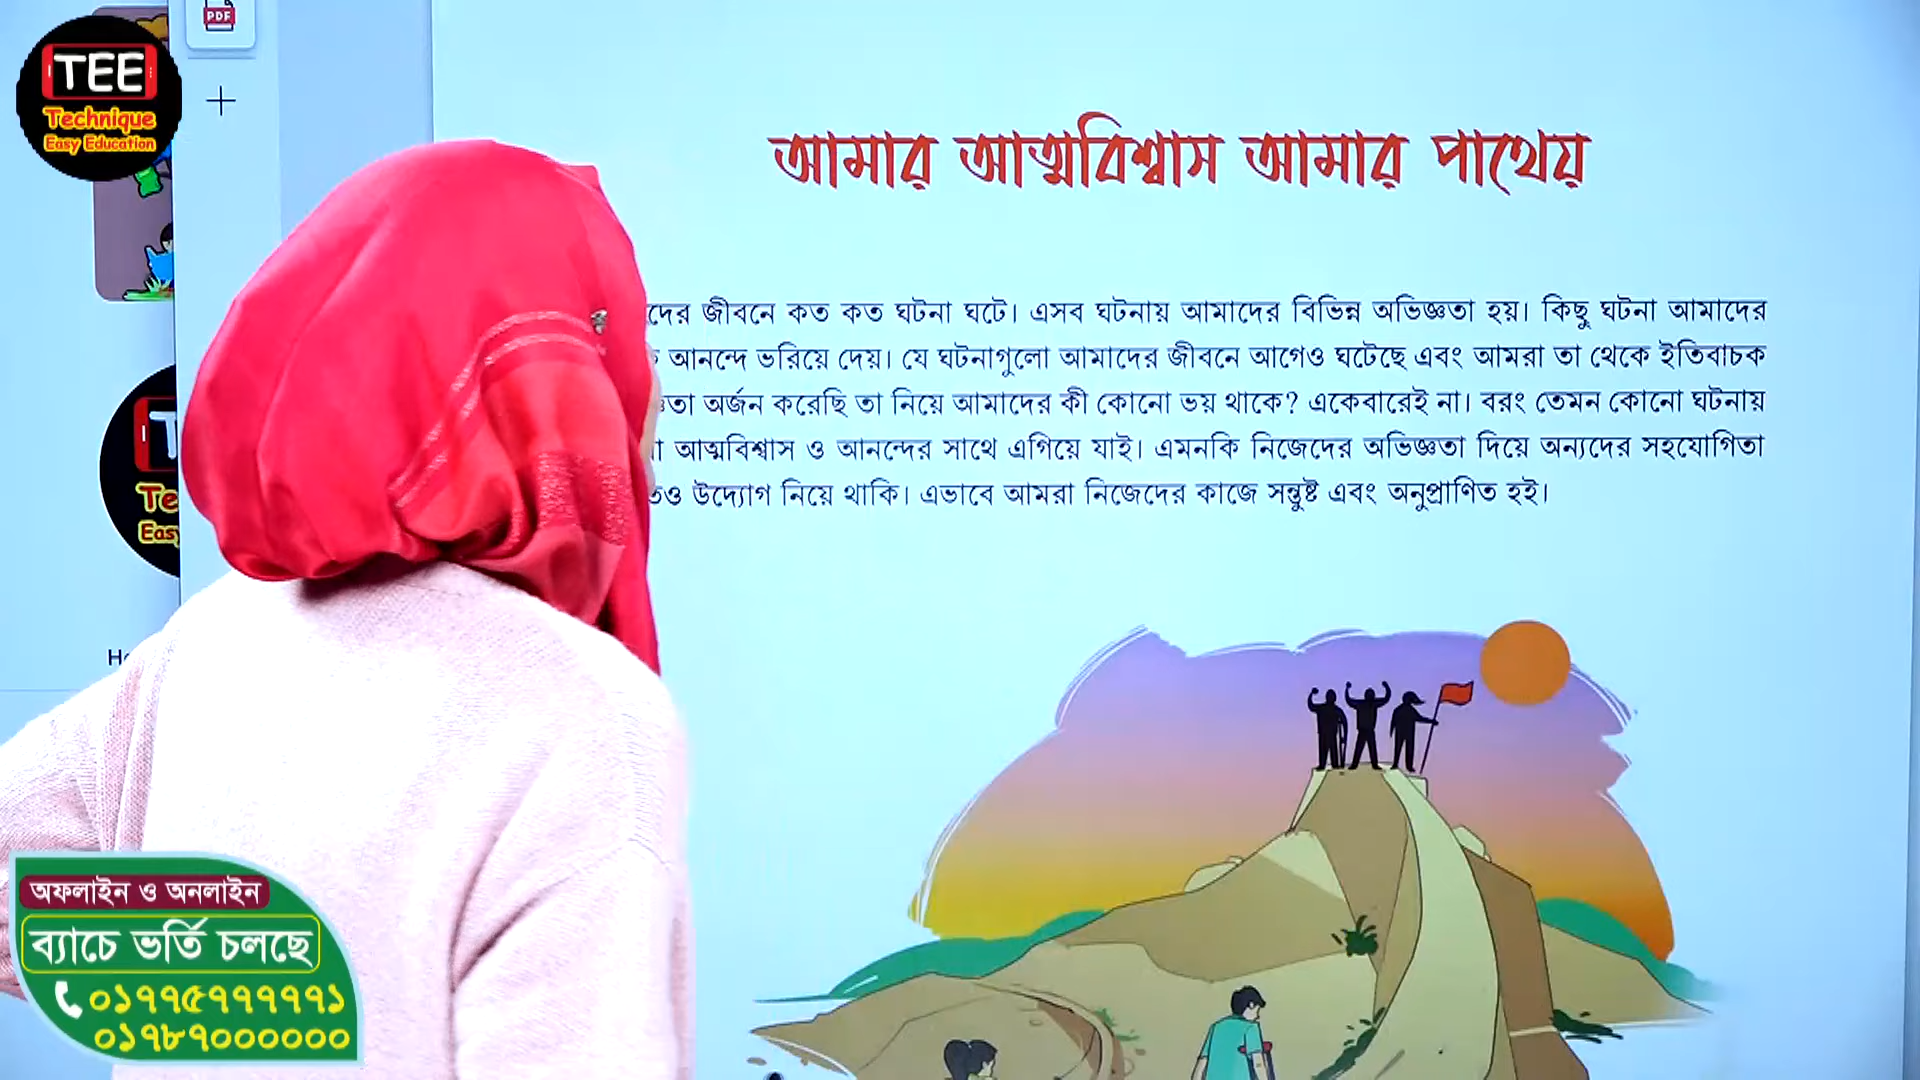 PDF
TEE
Technique
Easy Education
আমার আত্মবিশ্বাস আমার পাথেয়
দের জীবনে কত কত ঘটনা ঘটে। এসব ঘটনায় আমাদের বিভিন্ন অভিজ্ঞতা হয়। কিছু ঘটনা আমাদের
আনন্দে ভরিয়ে দেয়। যে ঘটনাগুলো আমাদের জীবনে আগেও ঘটেছে এবং আমরা তা থেকে ইতিবাচক
তা অর্জন করেছি তা নিয়ে আমাদের কী কোনো ভয় থাকে? একেবারেই না। বরং তেমন কোনো ঘটনায়
আত্মবিশ্বাস ও আনন্দের সাথে এগিয়ে যাই। এমনকি নিজেদের অভিজ্ঞতা দিয়ে অন্যদের সহযোগিতা
উদ্যোগ নিয়ে থাকি। এভাবে আমরা নিজেদের কাজে সন্তুষ্ট এবং অনুপ্রাণিত হই।
অফলাইন ও অনলাইন
ব্যাচে ভর্তি চলছে
০১৭৭৫৭৭৭৭৭১
০১৭৮৭০০০০০০